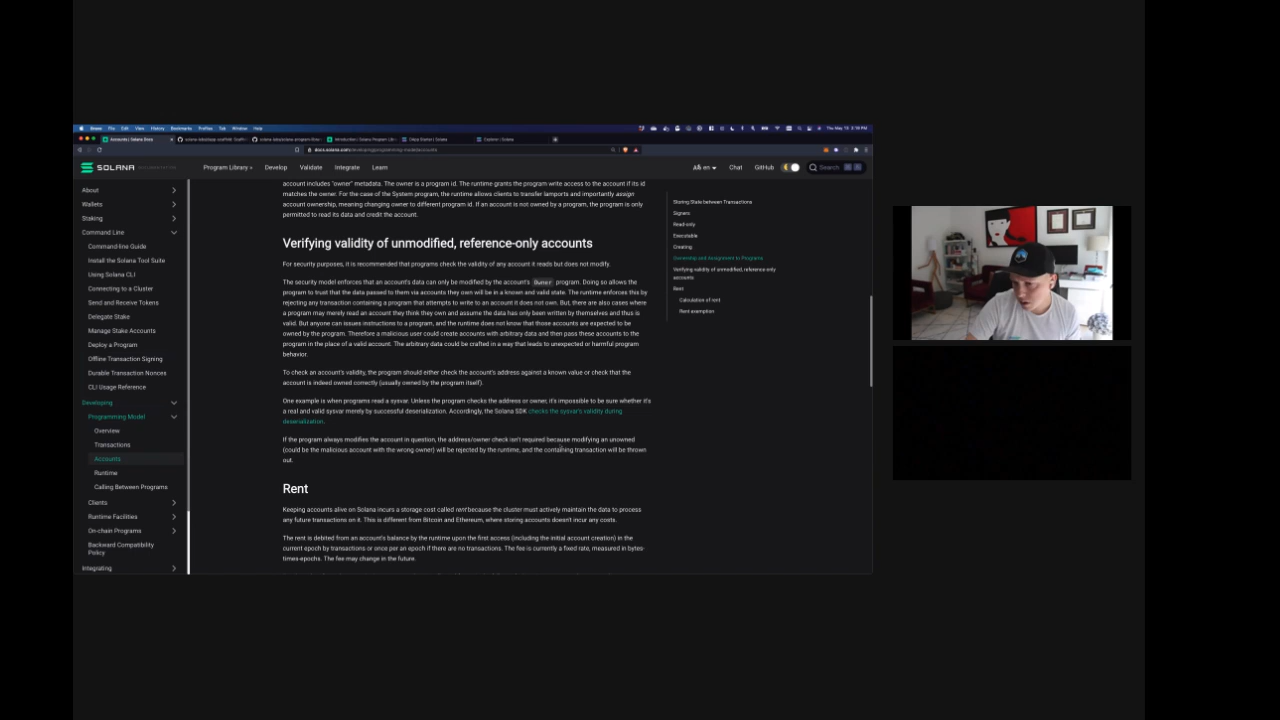 File Edit View History Bookmarks Profiles Tab Window Help
Accounts | Solana Docs
docs.solana.com/developing/programming-model/accounts
SOLANA
Program Library
Develop
Validate
Integrate
Learn
en
Chat
GitHub
Search
About
Wallets
Staking
Command Line
Command-line Guide
Install the Solana Tool Suite
Using Solana CLI
Connecting to a Cluster
Send and Receive Tokens
Delegate Stake
Manage Stake Accounts
Deploy a Program
Offline Transaction Signing
Durable Transaction Nonces
CLI Usage Reference
Developing
Programming Model
Overview
Transactions
Accounts
Runtime
Calling Between Programs
Clients
Runtime Facilities
On-chain Programs
Backward Compatibility
Policy
Integrating
account includes "owner" metadata. The owner is a program id. The runtime grants the program write access to the account if its id
matches the owner. For the case of the System program, the runtime allows clients to transfer lamports and importantly assign
account ownership, meaning changing owner to different program id. If an account is not owned by a program, the program is only
permitted to read its data and credit the account.
Verifying validity of unmodified, reference-only accounts
For security purposes, it is recommended that programs check the validity of any account it reads but does not modify.
The security model enforces that an account's data can only be modified by the account's Owner program. Doing so allows the
program to trust that the data passed to them via accounts they own will be in a known and valid state. The runtime enforces this by
rejecting any transaction containing a program that attempts to write to an account it does not own. But, there are also cases where
a program may merely read an account they think they own and assume the data has only been written by themselves and thus is
valid. But anyone can issues instructions to a program, and the runtime does not know that those accounts are expected to be
owned by the program. Therefore a malicious user could create accounts with arbitrary data and then pass these accounts to the
program in the place of a valid account. The arbitrary data could be crafted in a way that leads to unexpected or harmful program
behavior.
To check an account's validity, the program should either check the account's address against a known value or check that the
account is indeed owned correctly (usually owned by the program itself).
One example is when programs read a sysvar. Unless the program checks the address or owner, it's impossible to be sure whether it's
a real and valid sysvar merely by successful deserialization. Accordingly, the Solana SDK checks the sysvar's validity during
deserialization.
If the program always modifies the account in question, the address/owner check isn't required because modifying an unowned
(could be the malicious account with the wrong owner) will be rejected by the runtime, and the containing transaction will be thrown
out.
Rent
Keeping accounts alive on Solana incurs a storage cost called rent because the cluster must actively maintain the data to process
any future transactions on it. This is different from Bitcoin and Ethereum, where storing accounts doesn't incur any costs.
The rent is debited from an account's balance by the runtime upon the first access (including the initial account creation) in the
current epoch by transactions or once per an epoch if there are no transactions. The fee is currently a fixed rate, measured in bytes-
times-epochs. The fee may change in the future.
Storing State between Transactions
Signers
Read-only
Executable
Creating
Ownership and Assignment to Programs
Verifying validity of unmodified, reference-only
accounts
Rent
Calculation of rent
Rent exemption